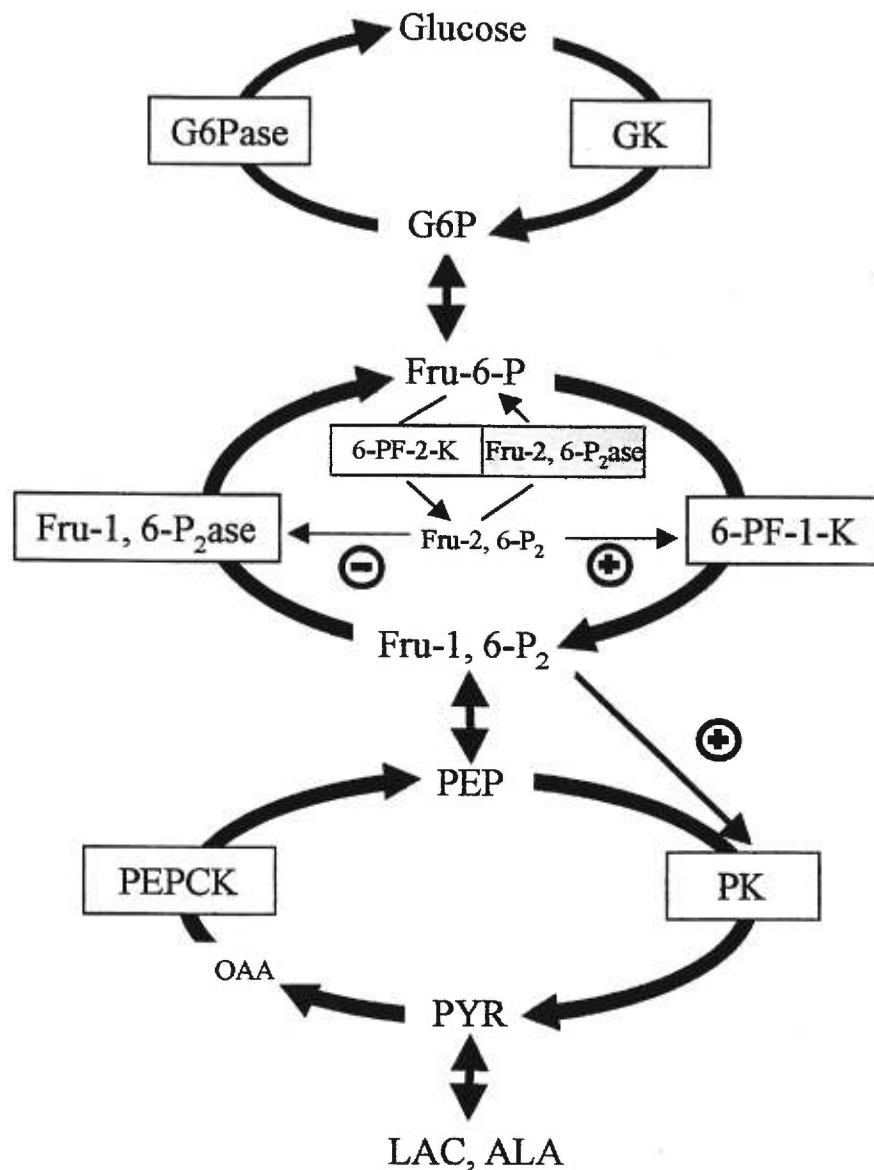 Glucose
G6Pase
GK
G6P
Fru-6-P
6-PF-2-K
Fru-2, 6-P₂ase
Fru-1, 6-P₂ase
Fru-2, 6-P₂
6-PF-1-K
−
+
Fru-1, 6-P₂
+
PEP
PEPCK
PK
OAA
PYR
LAC, ALA